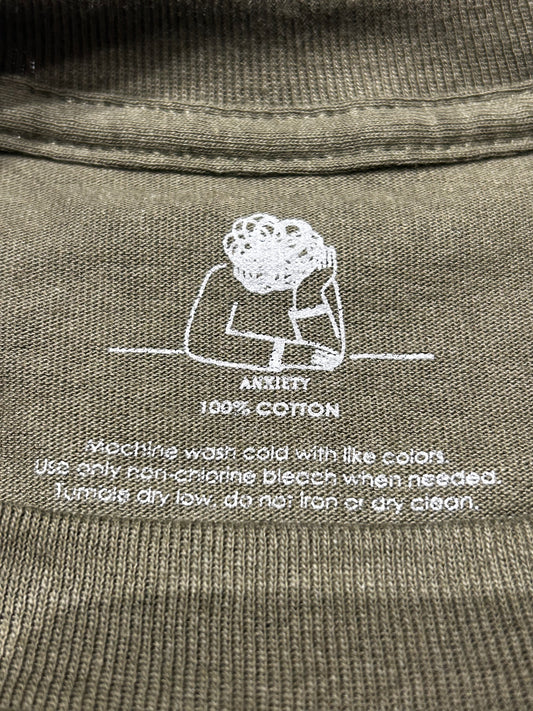 ANXIETY
100% COTTON
Machine wash cold with like colors.
Use only non-chlorine bleach when needed.
Tumble dry low, do not iron or dry clean.